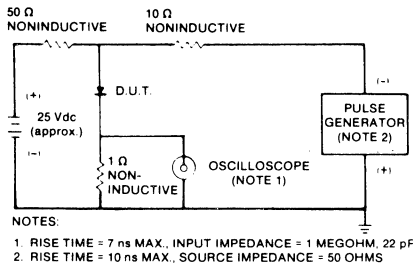 50 Ω
NONINDUCTIVE
10 Ω
NONINDUCTIVE
(+)
D.U.T.
(-)
25 Vdc
(approx.)
PULSE
GENERATOR
(NOTE 2)
(-)
1 Ω
NON-
INDUCTIVE
OSCILLOSCOPE
(NOTE 1)
(+)
NOTES:
1. RISE TIME = 7 ns MAX., INPUT IMPEDANCE = 1 MEGOHM, 22 pF
2. RISE TIME = 10 ns MAX., SOURCE IMPEDANCE = 50 OHMS